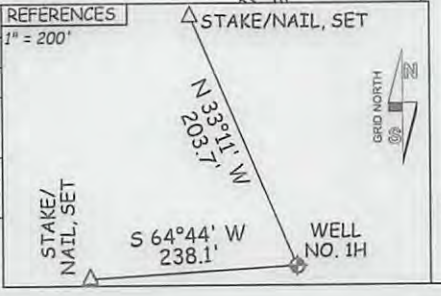 REFERENCES
1" = 200'
STAKE/NAIL, SET
N 33°11' W
203.7'
GRID NORTH
N
S
STAKE/
NAIL, SET
S 64°44' W
238.1'
WELL
NO. 1H